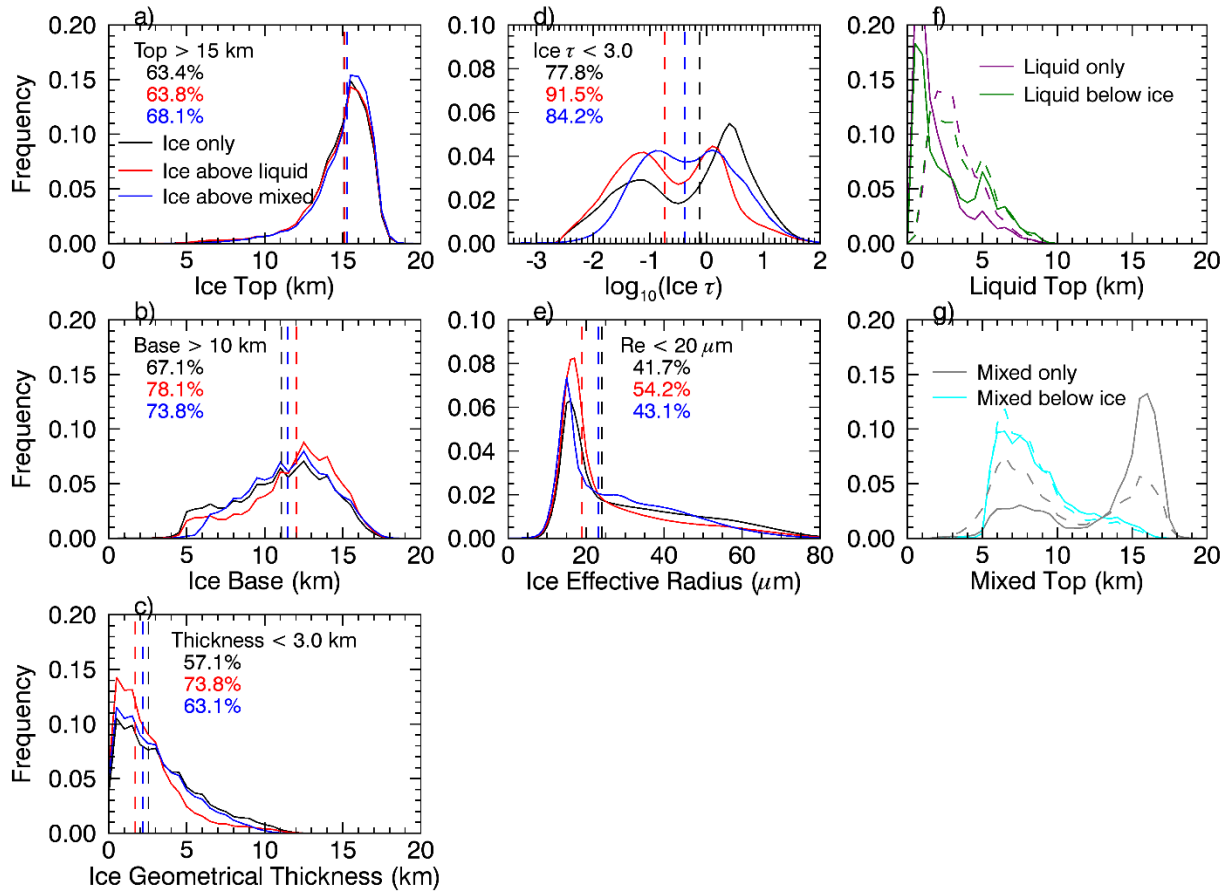 a)
Top > 15 km
63.4%
63.8%
68.1%
Ice only
Ice above liquid
Ice above mixed
Frequency
0.20
0.15
0.10
0.05
0.00
0 5 10 15 20
Ice Top (km)
d)
Ice τ < 3.0
77.8%
91.5%
84.2%
0.10
0.08
0.06
0.04
0.02
0.00
-3 -2 -1 0 1 2
log10(Ice τ)
f)
Liquid only
Liquid below ice
0.20
0.15
0.10
0.05
0.00
0 5 10 15 20
Liquid Top (km)
b)
Base > 10 km
67.1%
78.1%
73.8%
Frequency
0.20
0.15
0.10
0.05
0.00
0 5 10 15 20
Ice Base (km)
e)
Re < 20 μm
41.7%
54.2%
43.1%
0.10
0.08
0.06
0.04
0.02
0.00
0 20 40 60 80
Ice Effective Radius (μm)
g)
Mixed only
Mixed below ice
0.20
0.15
0.10
0.05
0.00
0 5 10 15 20
Mixed Top (km)
c)
Thickness < 3.0 km
57.1%
73.8%
63.1%
Frequency
0.20
0.15
0.10
0.05
0.00
0 5 10 15 20
Ice Geometrical Thickness (km)